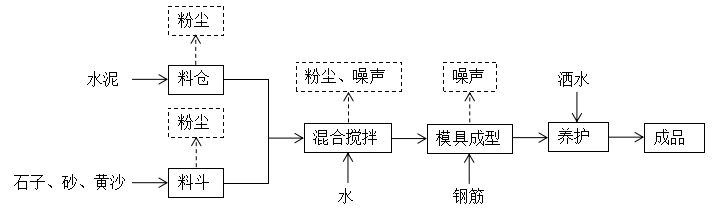 粉尘
水泥
料仓
粉尘、噪声
噪声
洒水
粉尘
混合搅拌
模具成型
养护
成品
石子、砂、黄沙
料斗
水
钢筋